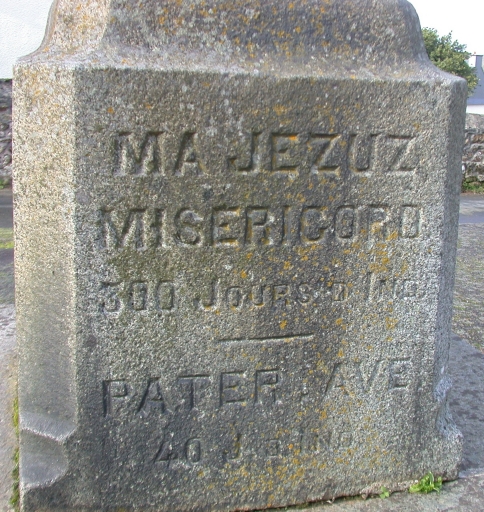 MA JEZUZ
MISERICORD
300 JOURS D IND.
PATER, AVE,
40 J. D IND